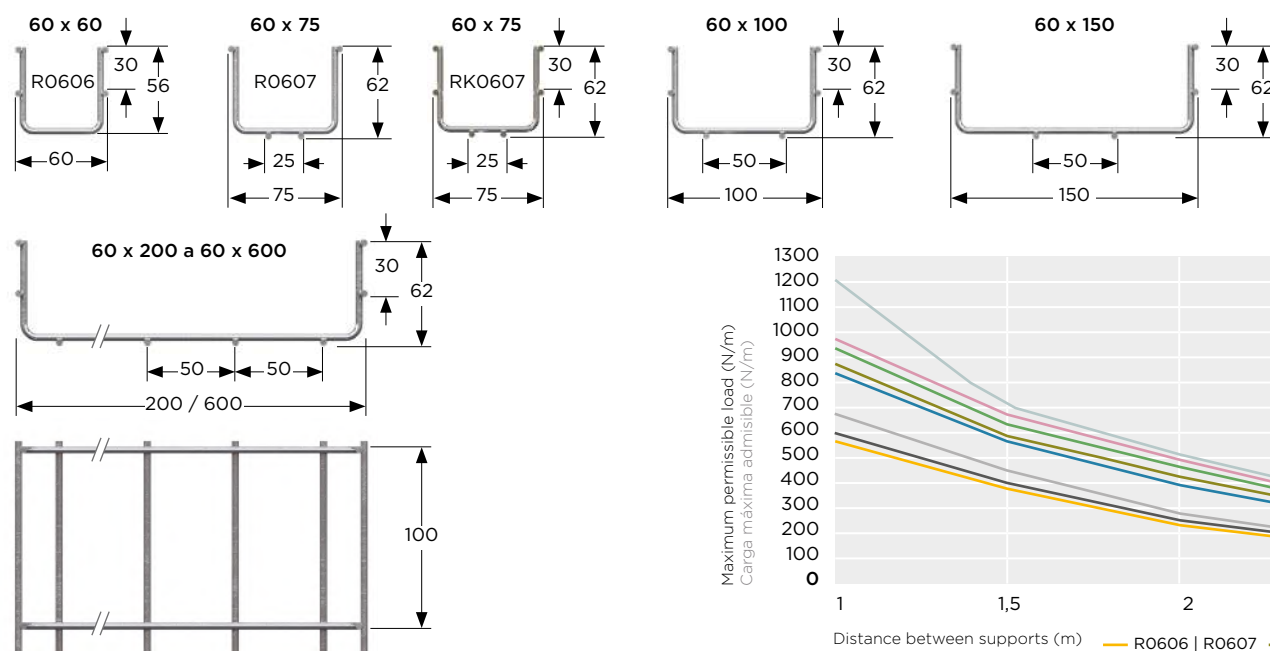 60 x 60
R0606
30
56
60
60 x 75
R0607
62
25
75
60 x 75
RK0607
30
62
25
75
60 x 100
30
62
50
100
60 x 150
30
62
50
150
60 x 200 a 60 x 600
30
62
50
50
200 / 600
100
Maximum permissible load (N/m)
Carga máxima admisible (N/m)
1300
1200
1100
1000
900
800
700
600
500
400
300
200
100
0
1
1,5
2
Distance between supports (m)
R0606 | R0607